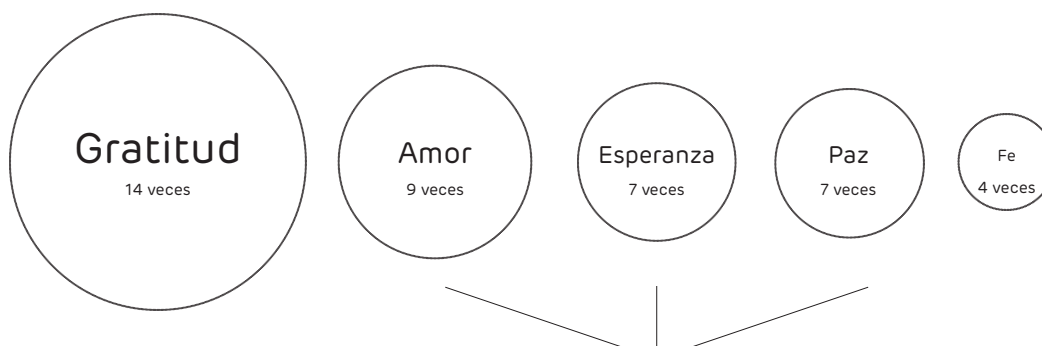 Gratitud
14 veces
Amor
9 veces
Esperanza
7 veces
Paz
7 veces
Fe
4 veces